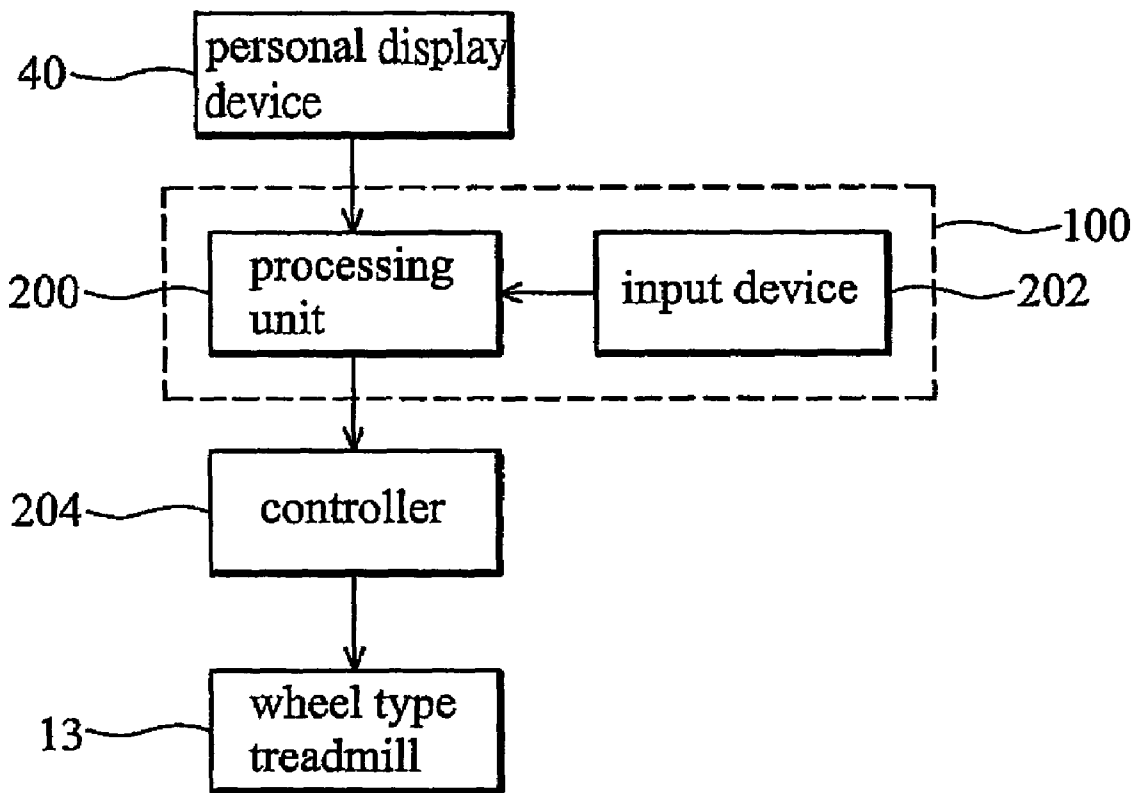 personal display
device
40
100
processing
unit
200
input device
202
controller
204
wheel type
treadmill
13